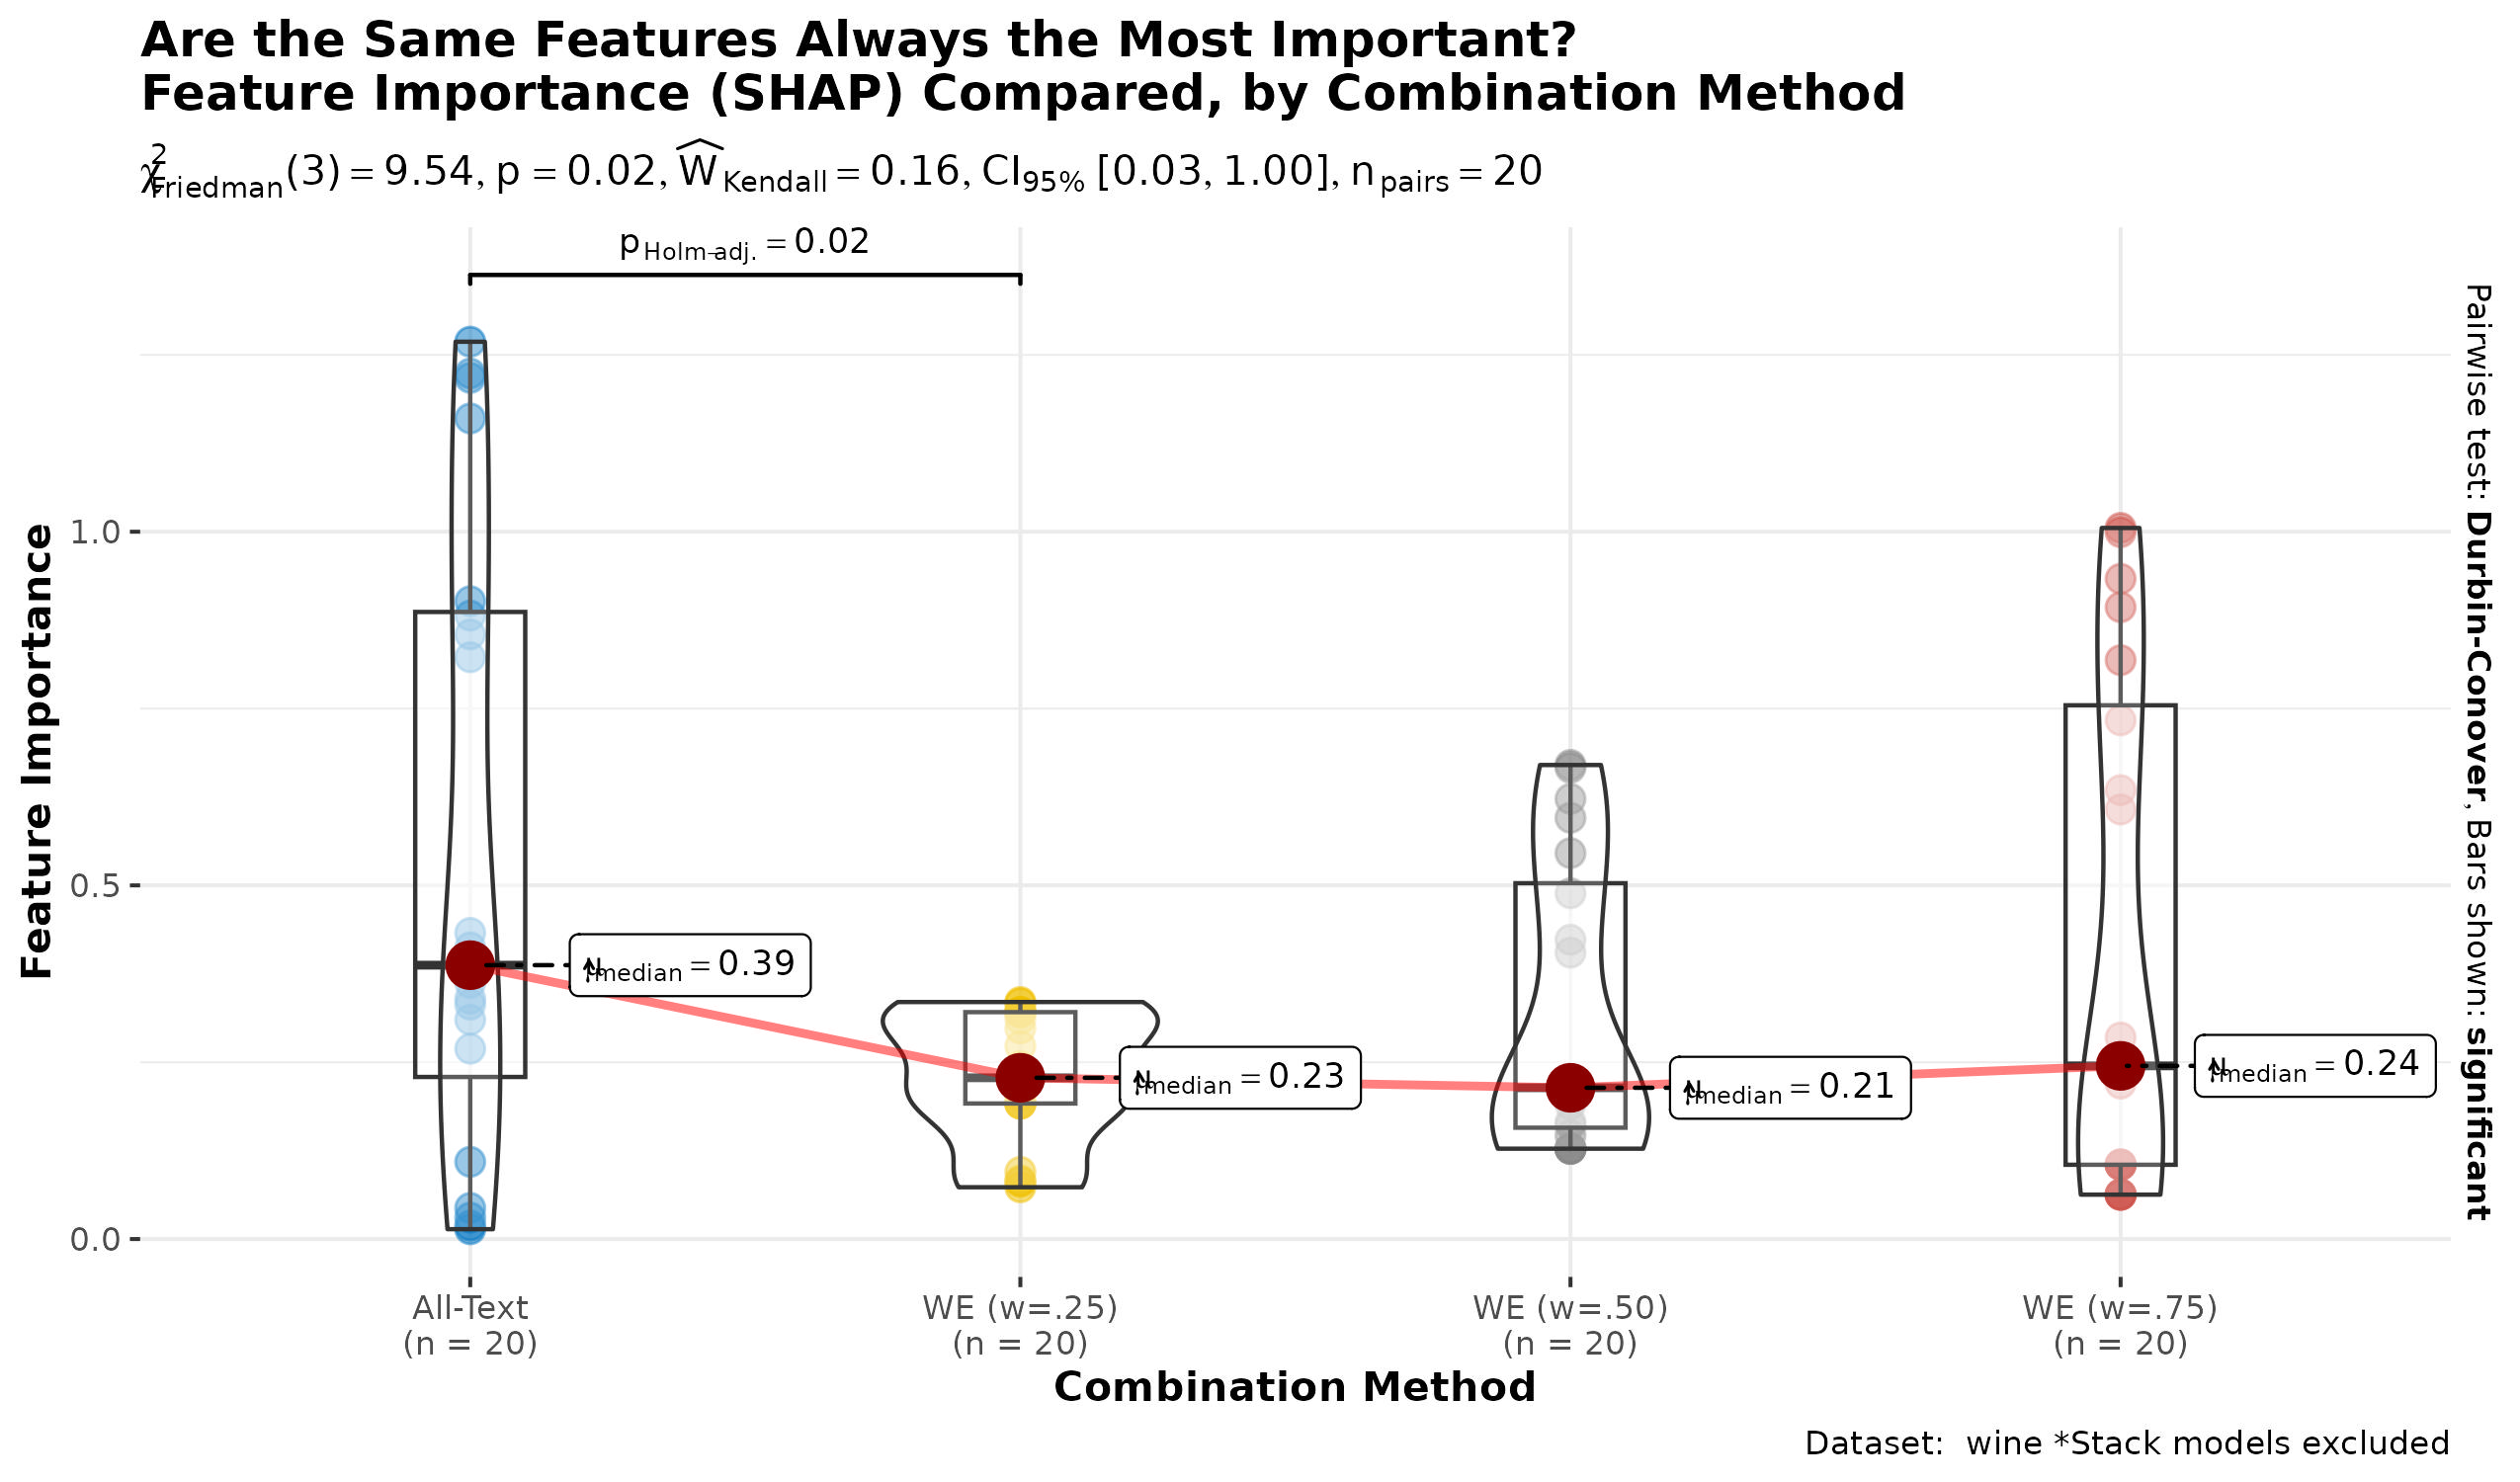 Are the Same Features Always the Most Important?
Feature Importance (SHAP) Compared, by Combination Method
χ²Friedman(3) = 9.54, p = 0.02, ŴKendall = 0.16, CI95% [0.03, 1.00], npairs = 20
pHolm-adj. = 0.02
Feature Importance
1.0
0.5
0.0
μ̂median = 0.39
μ̂median = 0.23
μ̂median = 0.21
μ̂median = 0.24
Pairwise test: Durbin-Conover, Bars shown: significant
All-Text
(n = 20)
WE (w=.25)
(n = 20)
WE (w=.50)
(n = 20)
WE (w=.75)
(n = 20)
Combination Method
Dataset:  wine *Stack models excluded